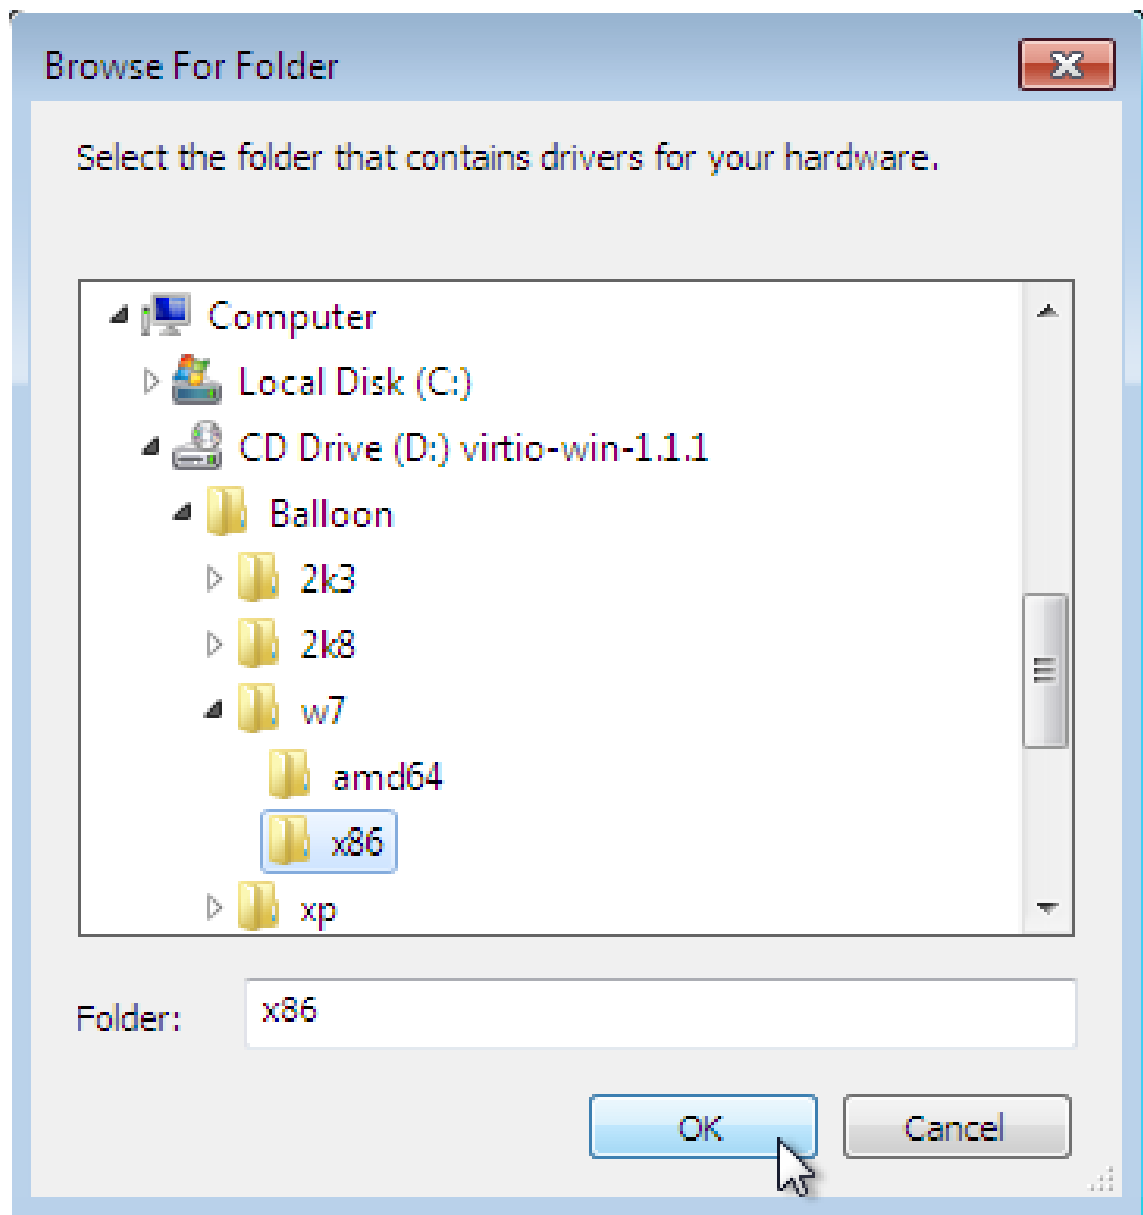 Browse For Folder
Select the folder that contains drivers for your hardware.
Computer
Local Disk (C:)
CD Drive (D:) virtio-win-1.1.1
Balloon
2k3
2k8
w7
amd64
x86
xp
Folder: x86
OK Cancel